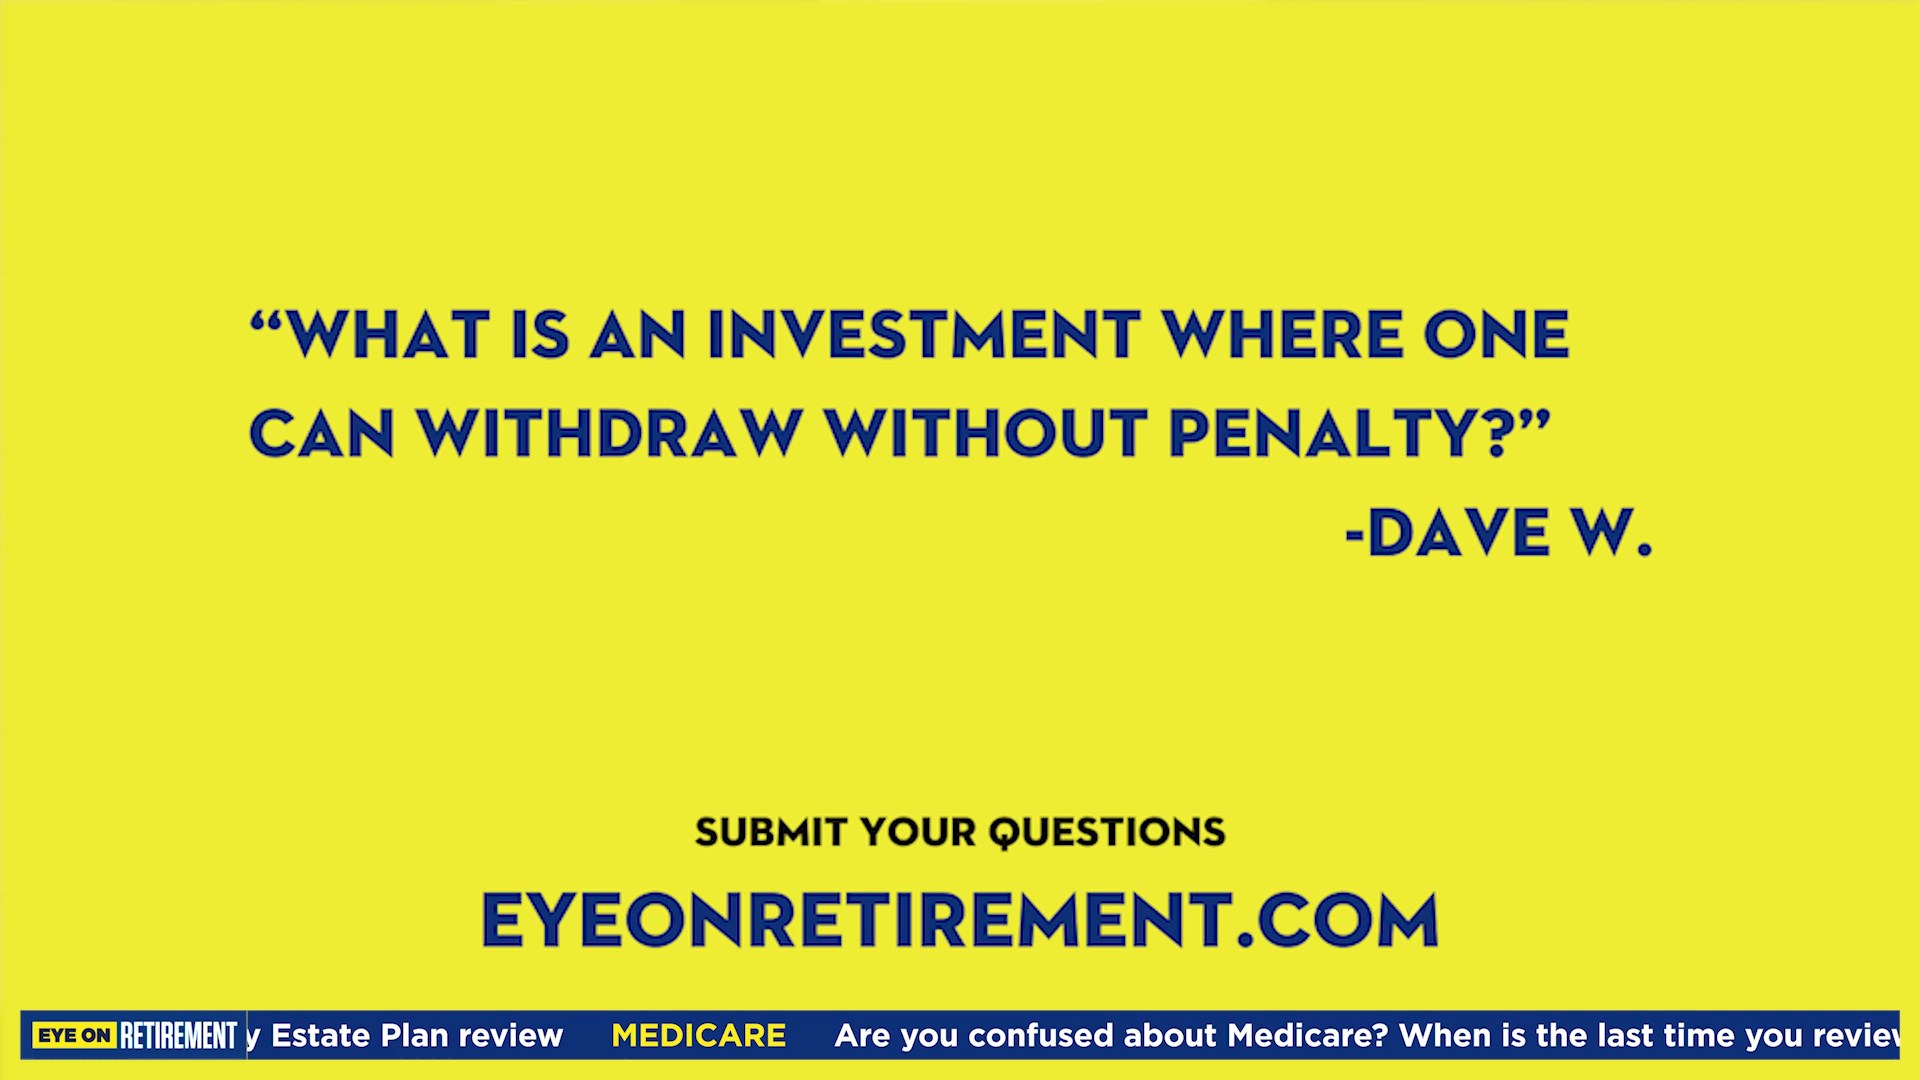 “WHAT IS AN INVESTMENT WHERE ONE
CAN WITHDRAW WITHOUT PENALTY?”
-DAVE W.
SUBMIT YOUR QUESTIONS
EYEONRETIREMENT.COM
EYE ON RETIREMENT y Estate Plan review MEDICARE Are you confused about Medicare? When is the last time you review